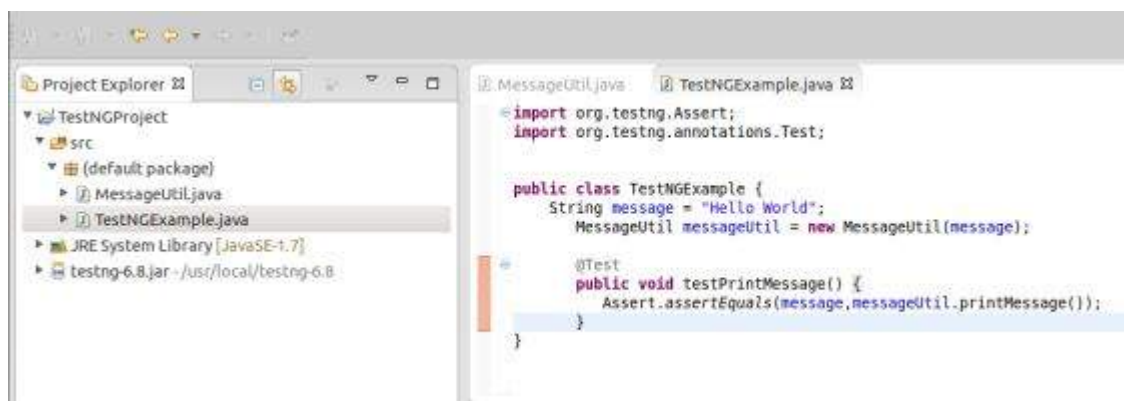 Project Explorer
TestNGProject
src
(default package)
MessageUtil.java
TestNGExample.java
JRE System Library [JavaSE-1.7]
testng-6.8.jar - /usr/local/testng-6.8
MessageUtil.java
TestNGExample.java
import org.testng.Assert;
import org.testng.annotations.Test;
public class TestNGExample {
String message = "Hello World";
MessageUtil messageUtil = new MessageUtil(message);
@Test
public void testPrintMessage() {
Assert.assertEquals(message,messageUtil.printMessage());
}
}